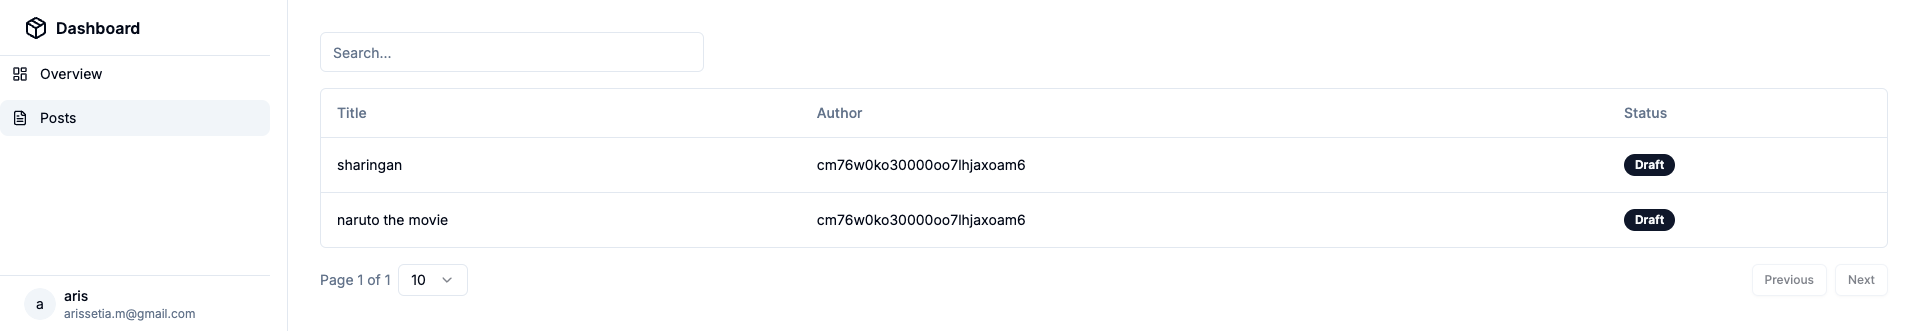 Dashboard
Overview
Posts
aris
a
arissetia.m@gmail.com
Search...
Title Author Status
sharingan cm76w0ko30000oo7lhjaxoam6 Draft
naruto the movie cm76w0ko30000oo7lhjaxoam6 Draft
Page 1 of 1 10 Previous Next